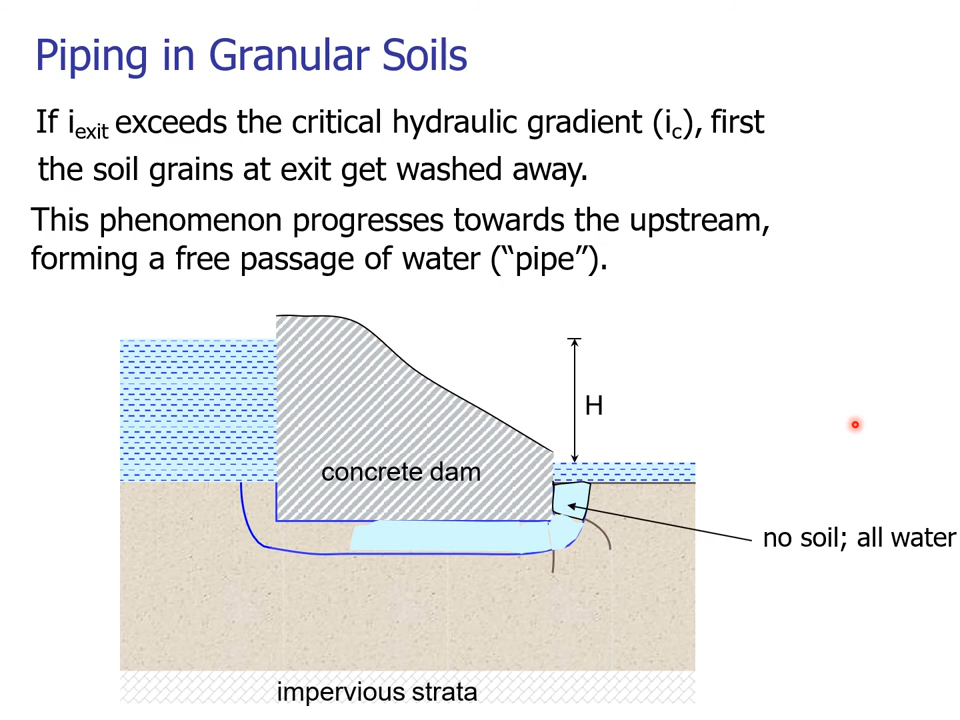 Piping in Granular Soils
If iexit exceeds the critical hydraulic gradient (ic), first
the soil grains at exit get washed away.
This phenomenon progresses towards the upstream,
forming a free passage of water (“pipe”).
H
concrete dam
no soil; all water
impervious strata